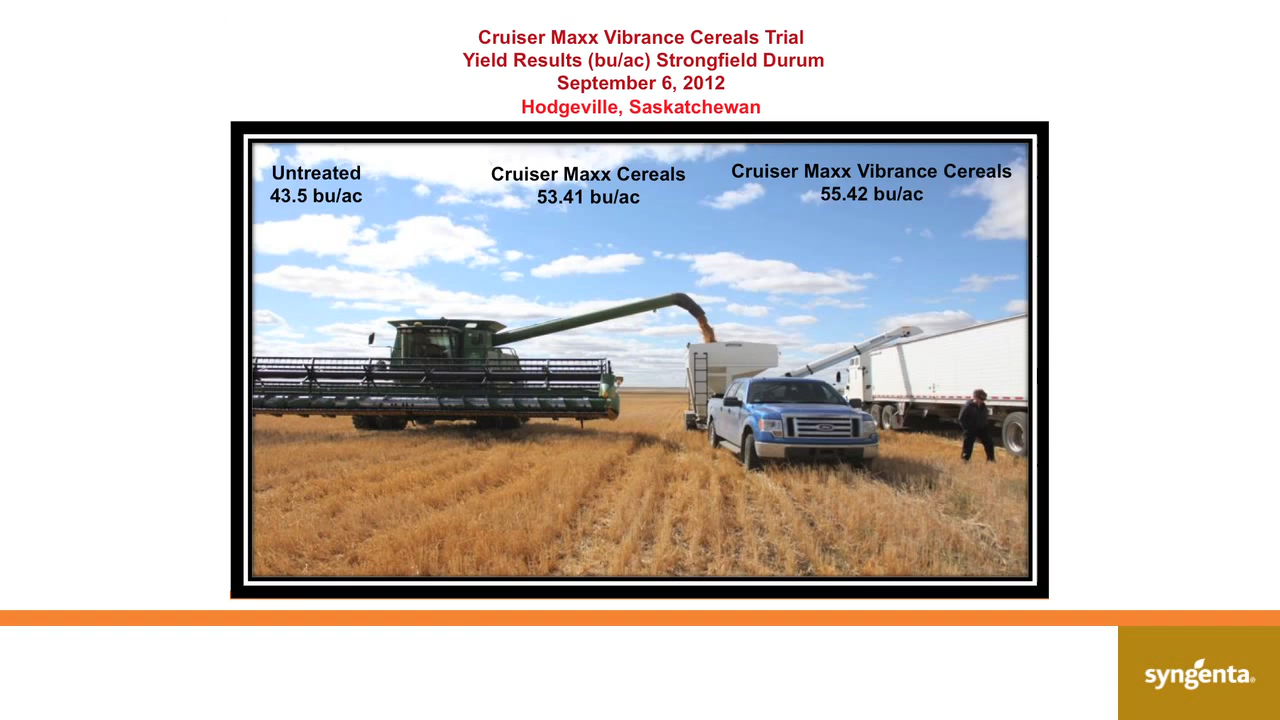 Cruiser Maxx Vibrance Cereals Trial
Yield Results (bu/ac) Strongfield Durum
September 6, 2012
Hodgeville, Saskatchewan
Untreated
43.5 bu/ac
Cruiser Maxx Cereals
53.41 bu/ac
Cruiser Maxx Vibrance Cereals
55.42 bu/ac
syngenta®